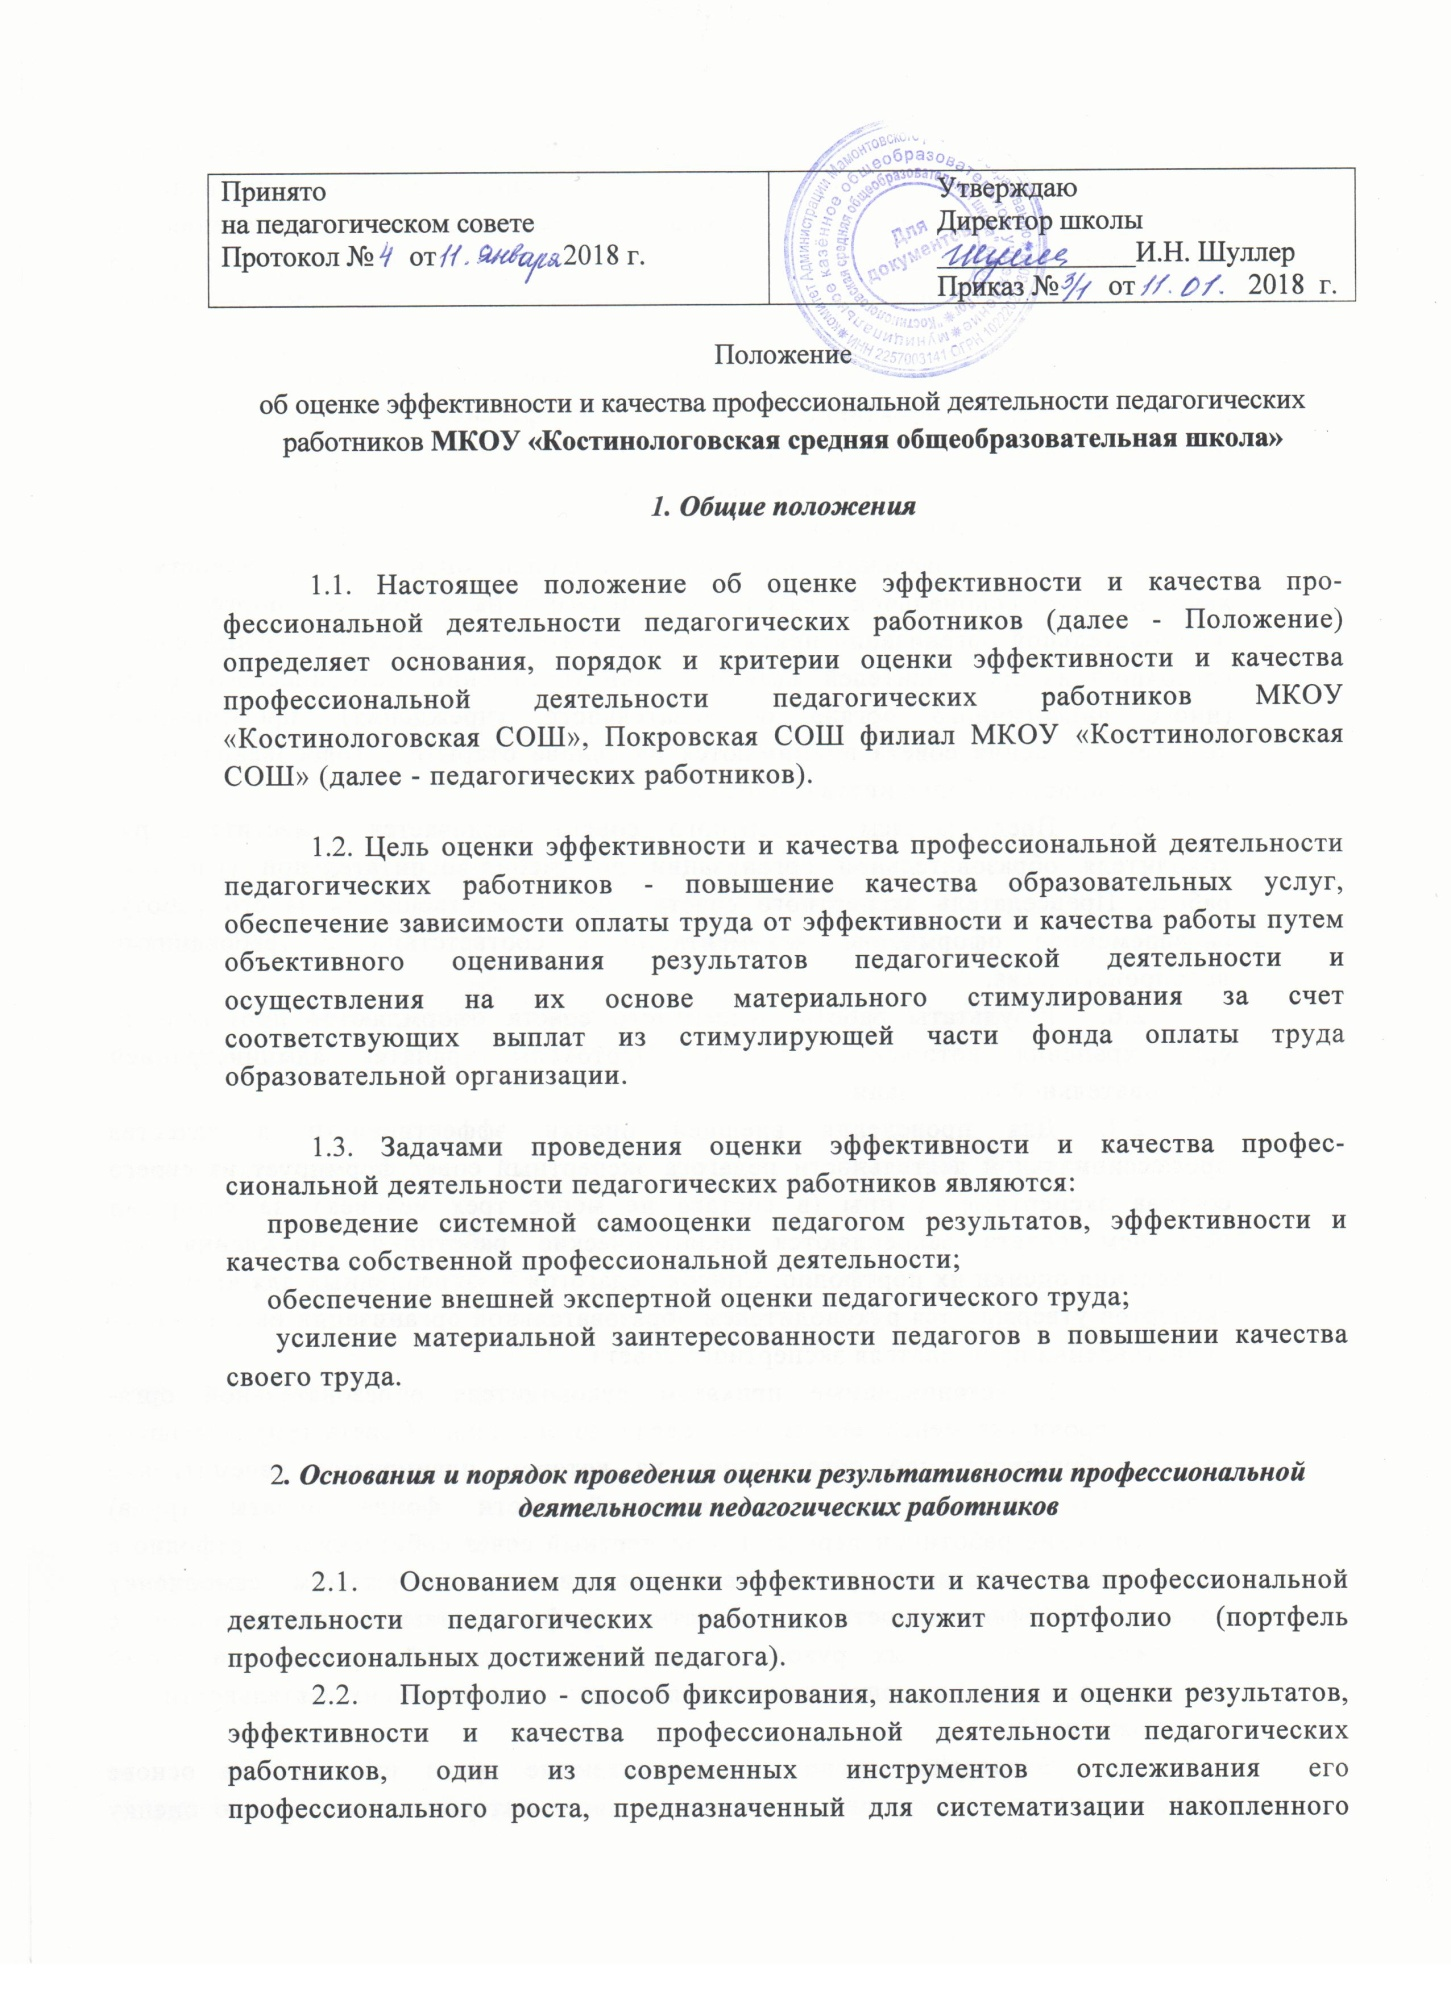 Принято
на педагогическом совете
Протокол № 4 от 11. января 2018 г.
Утверждаю
Директор школы
И.Н. Шуллер
Приказ № 3/1 от 11.01. 2018 г.
Для
документов
Положение
об оценке эффективности и качества профессиональной деятельности педагогических
работников МКОУ «Костинологовская средняя общеобразовательная школа»
1. Общие положения
1.1. Настоящее положение об оценке эффективности и качества про-
фессиональной деятельности педагогических работников (далее - Положение)
определяет основания, порядок и критерии оценки эффективности и качества
профессиональной деятельности педагогических работников МКОУ
«Костинологовская СОШ», Покровская СОШ филиал МКОУ «Косттинологовская
СОШ» (далее - педагогических работников).
1.2. Цель оценки эффективности и качества профессиональной деятельности
педагогических работников - повышение качества образовательных услуг,
обеспечение зависимости оплаты труда от эффективности и качества работы путем
объективного оценивания результатов педагогической деятельности и
осуществления на их основе материального стимулирования за счет
соответствующих выплат из стимулирующей части фонда оплаты труда
образовательной организации.
1.3. Задачами проведения оценки эффективности и качества профес-
сиональной деятельности педагогических работников являются:
проведение системной самооценки педагогом результатов, эффективности и
качества собственной профессиональной деятельности;
обеспечение внешней экспертной оценки педагогического труда;
усиление материальной заинтересованности педагогов в повышении качества
своего труда.
2. Основания и порядок проведения оценки результативности профессиональной
деятельности педагогических работников
2.1. Основанием для оценки эффективности и качества профессиональной
деятельности педагогических работников служит портфолио (портфель
профессиональных достижений педагога).
2.2. Портфолио - способ фиксирования, накопления и оценки результатов,
эффективности и качества профессиональной деятельности педагогических
работников, один из современных инструментов отслеживания его
профессионального роста, предназначенный для систематизации накопленного